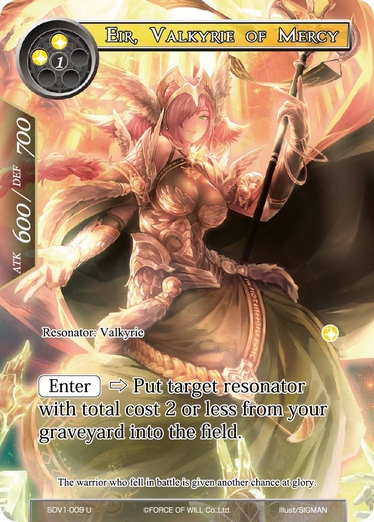 Eir, Valkyrie of Mercy
1
ATK 600 / DEF 700
Resonator: Valkyrie
Enter ⇨ Put target resonator
with total cost 2 or less from your
graveyard into the field.
The warrior who fell in battle is given another chance at glory.
SDV1-009 U ©FORCE OF WILL Co.,Ltd. Illust/SIGMAN